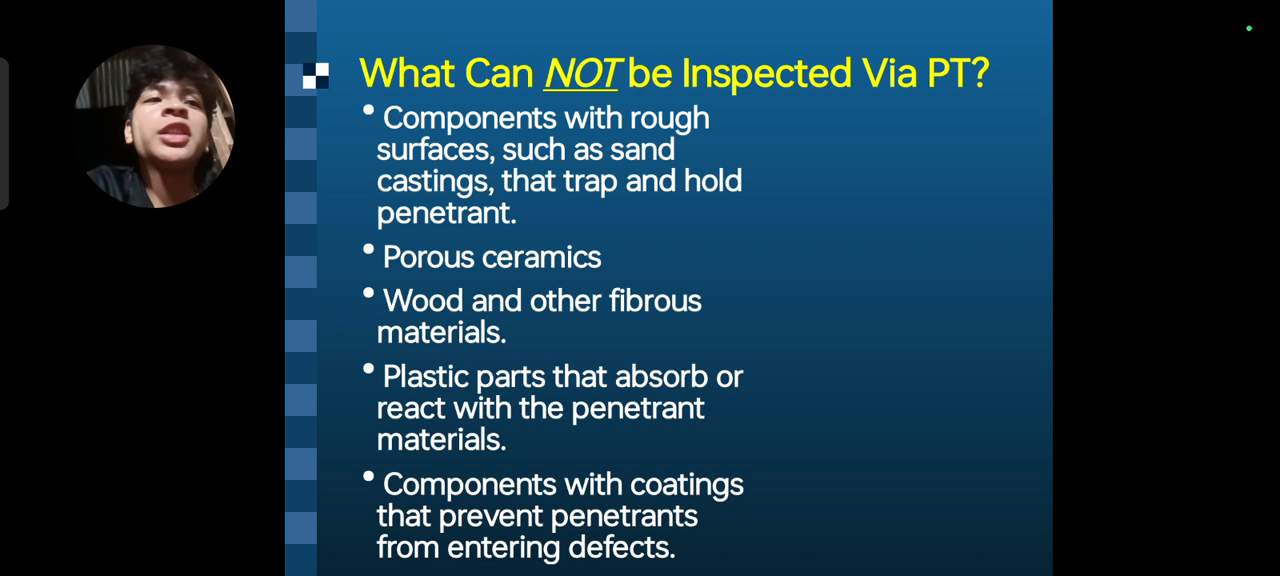 What Can NOT be Inspected Via PT?
• Components with rough
surfaces, such as sand
castings, that trap and hold
penetrant.
• Porous ceramics
• Wood and other fibrous
materials.
• Plastic parts that absorb or
react with the penetrant
materials.
• Components with coatings
that prevent penetrants
from entering defects.